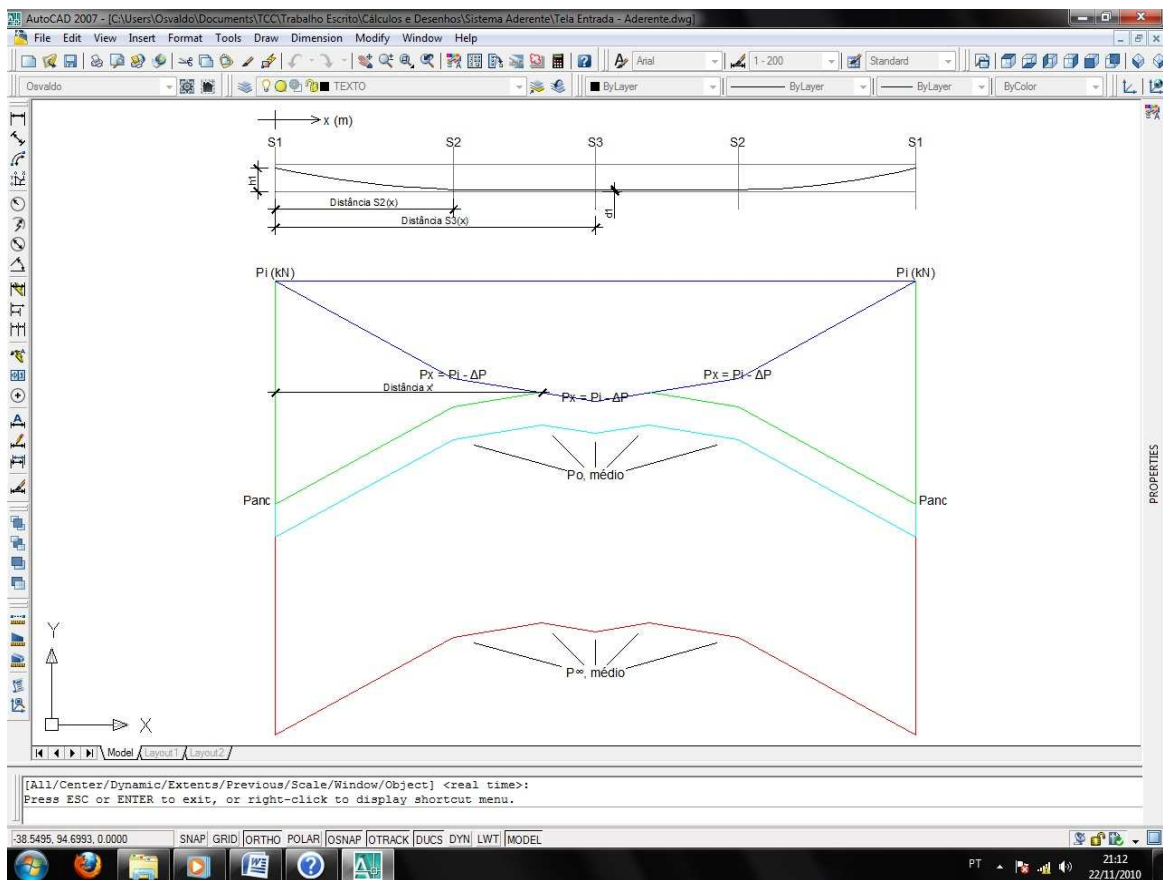 AutoCAD 2007 - [C:\Users\Osvaldo\Documents\TCC\Trabalho Escrito\Cálculos e Desenhos\Sistema Aderente\Tela Entrada - Aderente.dwg]
File Edit View Insert Format Tools Draw Dimension Modify Window Help
Arial 1-200 Standard
Osvaldo TEXTO ByLayer ByLayer ByLayer ByColor
x (m)
S1 S2 S3 S2 S1
h1
Distância S2(x)
d1
Distância S3(x)
Pi (kN) Pi (kN)
Px = Pi - ΔP Px = Pi - ΔP
Distância x'
Px = Pi - ΔP
Po, médio
Panc Panc
P∞, médio
PROPERTIES
Y
X
Model Layout1 Layout2
[All/Center/Dynamic/Extents/Previous/Scale/Window/Object] <real time>:
Press ESC or ENTER to exit, or right-click to display shortcut menu.
-38.5495, 94.6993, 0.0000 SNAP GRID ORTHO POLAR OSNAP OTRACK DUCS DYN LWT MODEL
PT 21:12
22/11/2010